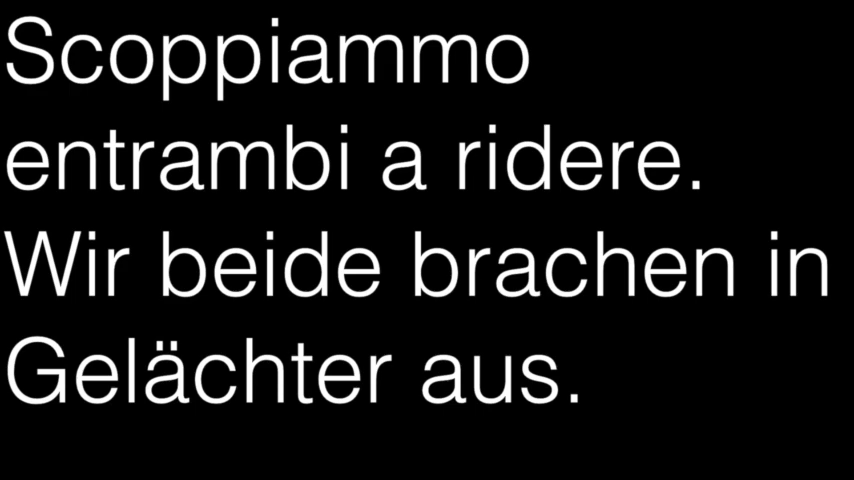 Scoppiammo
entrambi a ridere.
Wir beide brachen in
Gelächter aus.